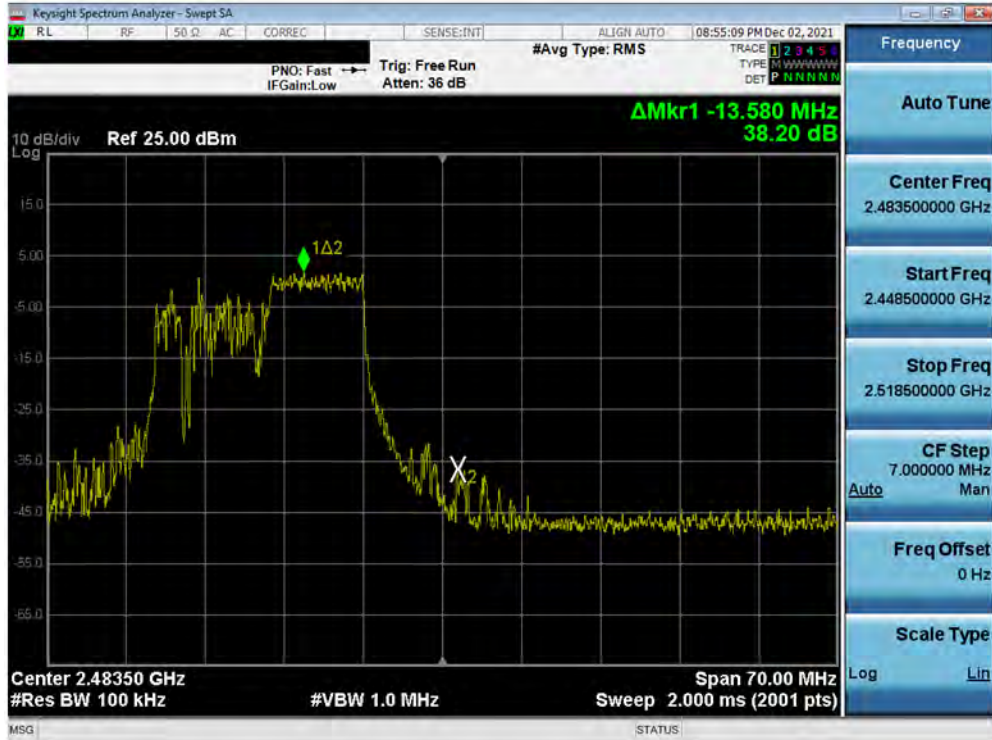 Keysight Spectrum Analyzer - Swept SA
LXI RL RF 50 Ω AC CORREC SENSE:INT ALIGN AUTO 08:55:09 PM Dec 02, 2021
PNO: Fast
IFGain:Low
Trig: Free Run
Atten: 36 dB
#Avg Type: RMS
TRACE 1 2 3 4 5 6
TYPE M WWWWW
DET P N N N N N
ΔMkr1 -13.580 MHz
38.20 dB
10 dB/div Ref 25.00 dBm
Log
15.0
5.00
-5.00
-15.0
-25.0
-35.0
-45.0
-55.0
-65.0
1Δ2
X2
Center 2.48350 GHz Span 70.00 MHz
#Res BW 100 kHz #VBW 1.0 MHz Sweep 2.000 ms (2001 pts)
MSG STATUS
Frequency
Auto Tune
Center Freq
2.483500000 GHz
Start Freq
2.448500000 GHz
Stop Freq
2.518500000 GHz
CF Step
7.000000 MHz
Auto Man
Freq Offset
0 Hz
Scale Type
Log Lin